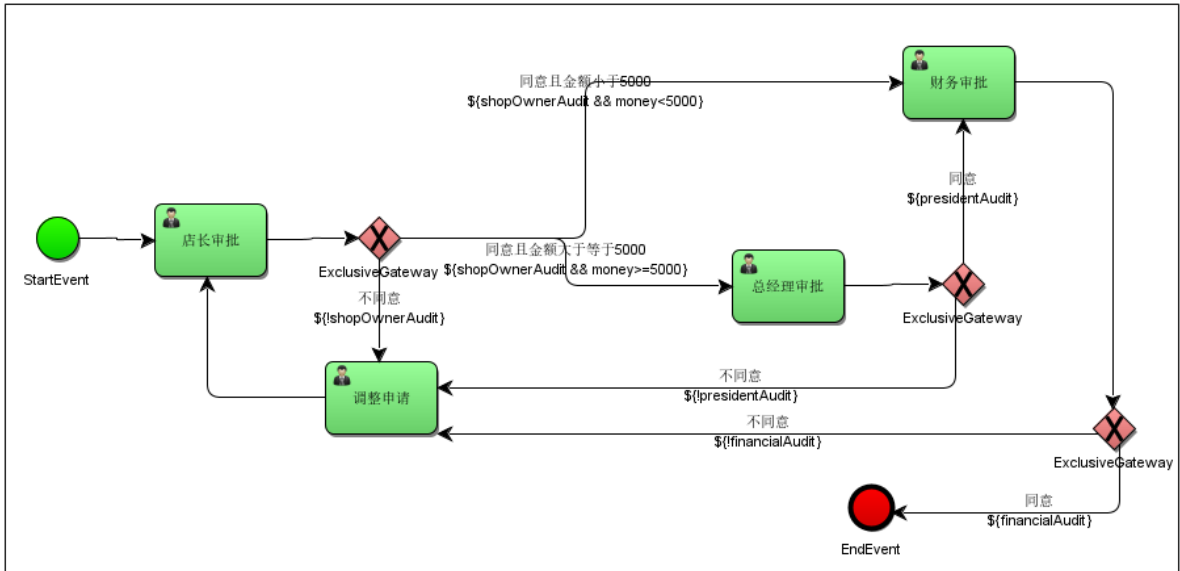 同意且金额小于5000
${shopOwnerAudit && money<5000}
财务审批
同意
${presidentAudit}
店长审批
StartEvent
ExclusiveGateway
同意且金额大于等于5000
${shopOwnerAudit && money>=5000}
总经理审批
ExclusiveGateway
不同意
${!shopOwnerAudit}
调整申请
不同意
${!presidentAudit}
不同意
${!financialAudit}
ExclusiveGateway
同意
${financialAudit}
EndEvent